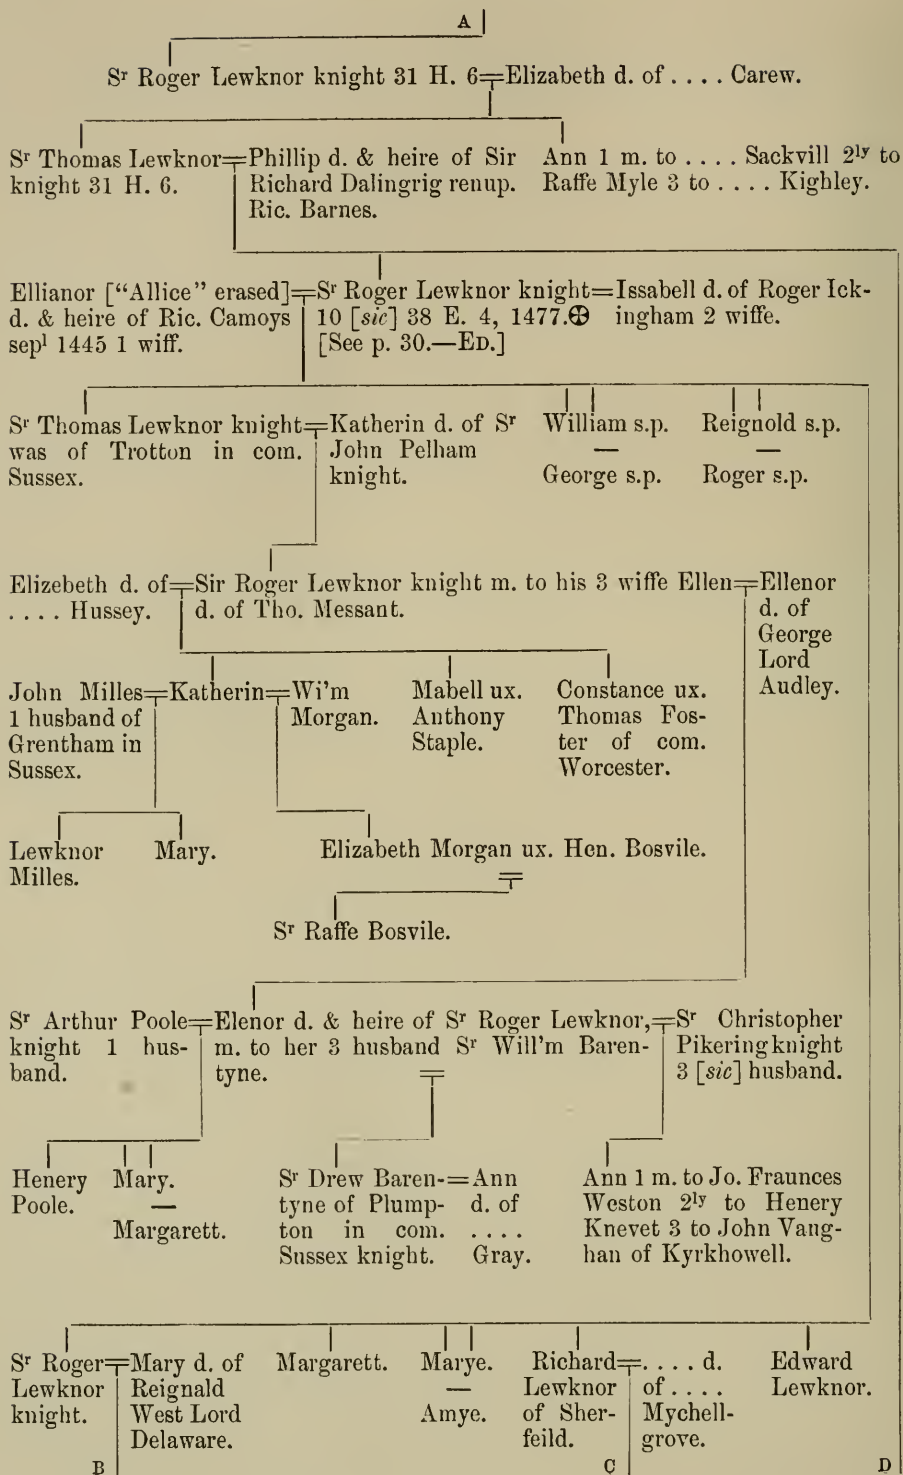 A
Sr Roger Lewknor knight 31 H. 6=Elizabeth d. of . . . . Carew.
Sr Thomas Lewknor=Phillip d. & heire of Sir
knight 31 H. 6. Richard Dalingrig renup.
Ric. Barnes.
Ann 1 m. to . . . . Sackvill 2ly to
Raffe Myle 3 to . . . . Kighley.
Ellianor ["Allice" erased]=Sr Roger Lewknor knight=Issabell d. of Roger Ick-
d. & heire of Ric. Camoys 10 [sic] 38 E. 4, 1477.⊕ ingham 2 wiffe.
sepl 1445 1 wiff. [See p. 30.—ED.]
Sr Thomas Lewknor knight=Katherin d. of Sr William s.p. Reignold s.p.
was of Trotton in com. John Pelham — —
Sussex. knight. George s.p. Roger s.p.
Elizebeth d. of=Sir Roger Lewknor knight m. to his 3 wiffe Ellen=Ellenor
. . . . Hussey. d. of Tho. Messant. d. of
George
Lord
Audley.
John Milles=Katherin=Wi'm Mabell ux. Constance ux.
1 husband of Morgan. Anthony Thomas Fos-
Grentham in Staple. ter of com.
Sussex. Worcester.
Lewknor Mary. Elizabeth Morgan ux. Hen. Bosvile.
Milles.
Sr Raffe Bosvile.
Sr Arthur Poole=Elenor d. & heire of Sr Roger Lewknor,=Sr Christopher
knight 1 hus- m. to her 3 husband Sr Will'm Baren- Pikering knight
band. tyne. 3 [sic] husband.
Henery Mary. Sr Drew Baren-=Ann Ann 1 m. to Jo. Fraunces
Poole. — tyne of Plump- d. of Weston 2ly to Henery
Margarett. ton in com. . . . . Knevet 3 to John Vaug-
Sussex knight. Gray. han of Kyrkhowell.
Sr Roger=Mary d. of Margarett. Marye. Richard=. . . . d. Edward
Lewknor Reignald — Lewknor of . . . . Lewknor.
knight. West Lord Amye. of Sher- Mychell-
Delaware. feild. grove.
B C D